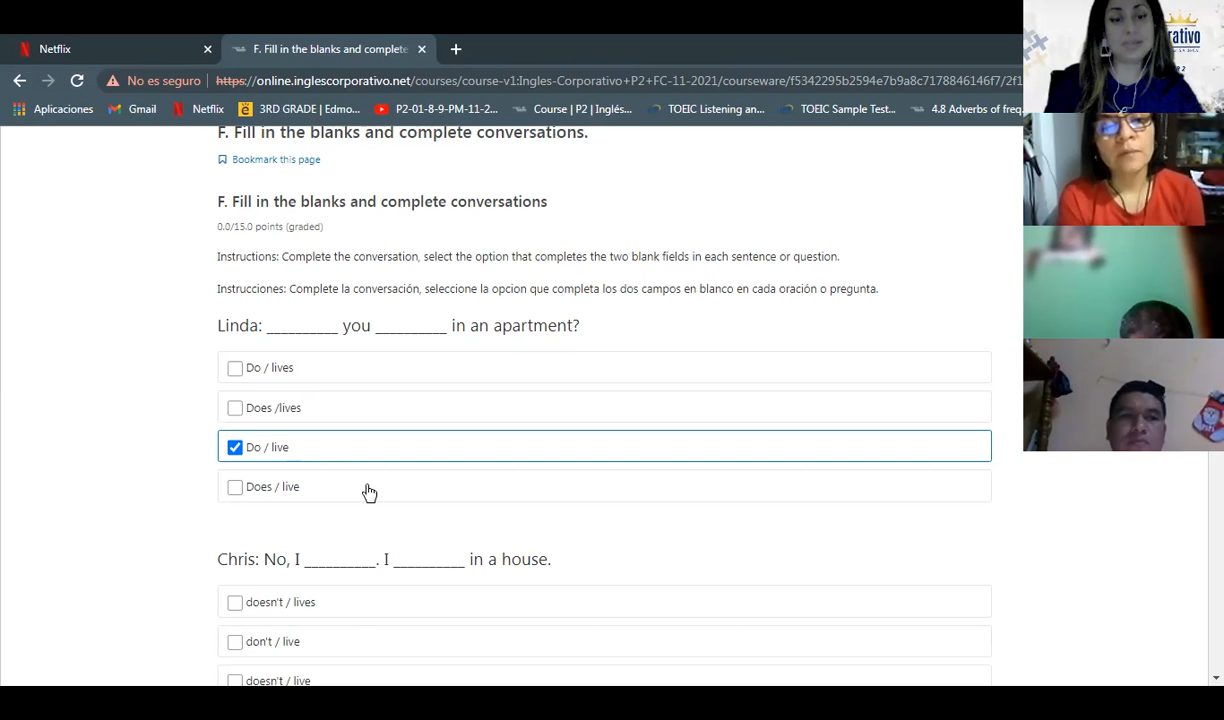 Netflix
F. Fill in the blanks and complete
No es seguro
https://online.inglescorporativo.net/courses/course-v1:Ingles-Corporativo+P2+FC-11-2021/courseware/f5342295b2594e7b9a8c7178846146f7/2f1
Aplicaciones
Gmail
Netflix
3RD GRADE | Edmo...
P2-01-8-9-PM-11-2...
Course | P2 | Inglés...
TOEIC Listening an...
TOEIC Sample Test...
4.8 Adverbs of freq
F. Fill in the blanks and complete conversations.
Bookmark this page
F. Fill in the blanks and complete conversations
0.0/15.0 points (graded)
Instructions: Complete the conversation, select the option that completes the two blank fields in each sentence or question.
Instrucciones: Complete la conversación, seleccione la opcion que completa los dos campos en blanco en cada oración o pregunta.
Linda: __________ you __________ in an apartment?
Do / lives
Does /lives
Do / live
Does / live
Chris: No, I __________. I __________ in a house.
doesn't / lives
don't / live
doesn't / live